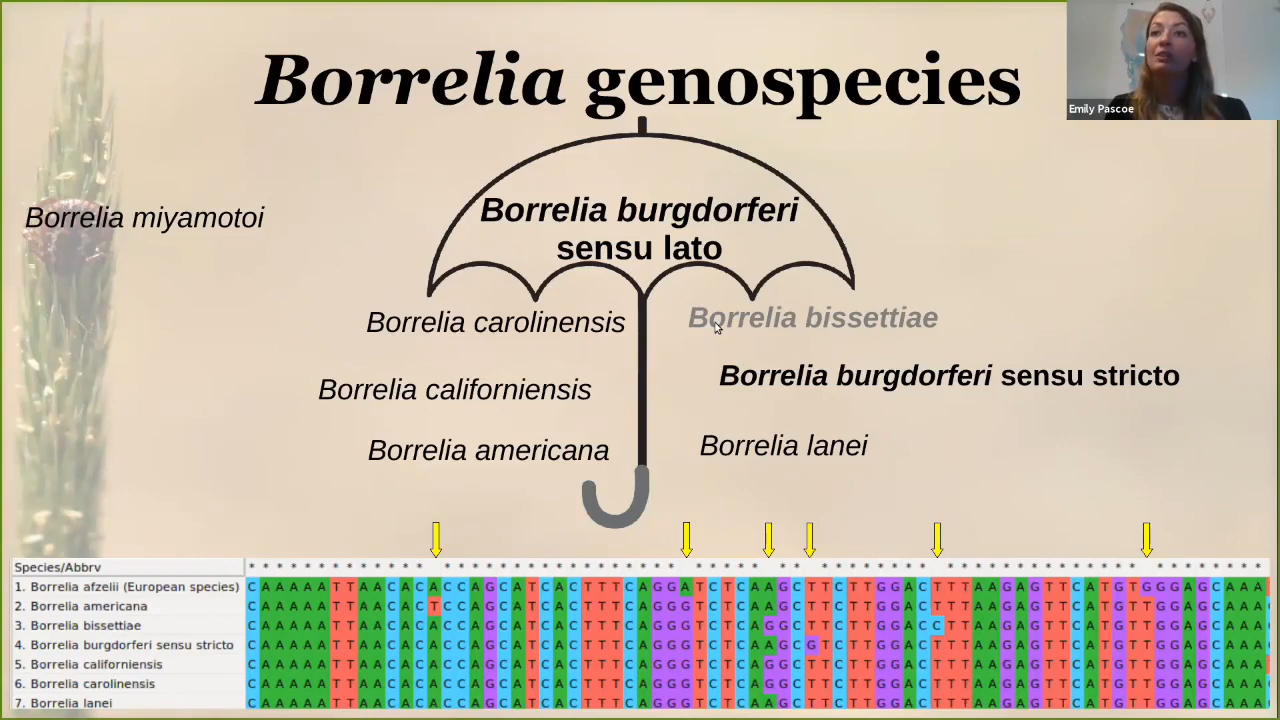 Borrelia genospecies
Emily Pascoe
Borrelia burgdorferi
sensu lato
Borrelia miyamotoi
Borrelia carolinensis
Borrelia bissettiae
Borrelia burgdorferi sensu stricto
Borrelia californiensis
Borrelia americana
Borrelia lanei
Species/Abbrv * * * * * * * * * * * * *   * * * * * * * * * * * * * * * * *   * * * * *   * *   * * * * * * * *   * * * * * * * * * * * * * *   * * * * * * * *
1. Borrelia afzelii (European species) C A A A A A T T A A C A C A C C A G C A T C A C T T T C A G G A T C T C A A G C T T C T T G G A C T T T A A G A G T T C A T G T G G G A G C A A A
2. Borrelia americana C A A A A A T T A A C A C T C C A G C A T C A C T T T C A G G G T C T C A A G C T T C T T G G A C T T T A A G A G T T C A T G T T G G A G C A A A
3. Borrelia bissettiae C A A A A A T T A A C A C A C C A G C A T C A C T T T C A G G G T C T C A G G C T T C T T G G A C C T T A A G A G T T C A T G T T G G A G C A A A
4. Borrelia burgdorferi sensu stricto C A A A A A T T A A C A C A C C A G C A T C A C T T T C A G G G T C T C A A G C G T C T T G G A C T T T A A G A G T T C A T G T T G G A G C A A A
5. Borrelia californiensis C A A A A A T T A A C A C A C C A G C A T C A C T T T C A G G G T C T C A G G C T T C T T G G A C T T T A A G A G T T C A T G T T G G A G C A A A
6. Borrelia carolinensis C A A A A A T T A A C A C A C C A G C A T C A C T T T C A G G G T C T C A G G C T T C T T G G A C T T T A A G A G T T C A T G T T G G A G C A A A
7. Borrelia lanei C A A A A A T T A A C A C A C C A G C A T C A C T T T C A G G G T C T C A A G C T T C T T G G A C T T T A A G A G T T C A T G T T G G A G C A A A